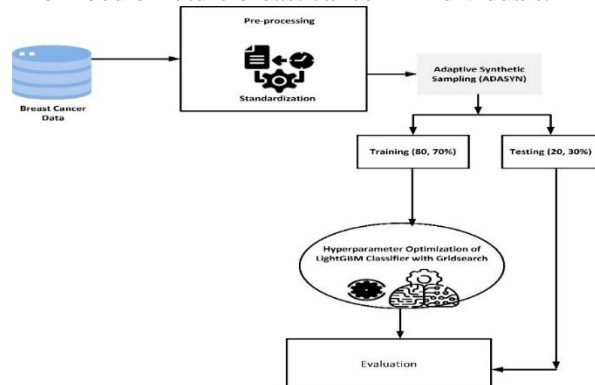 Pre-processing
Standardization
Breast Cancer
Data
Adaptive Synthetic
Sampling (ADASYN)
Training (80, 70%)
Testing (20, 30%)
Hyperparameter Optimization of
LightGBM Classifier with Gridsearch
Evaluation